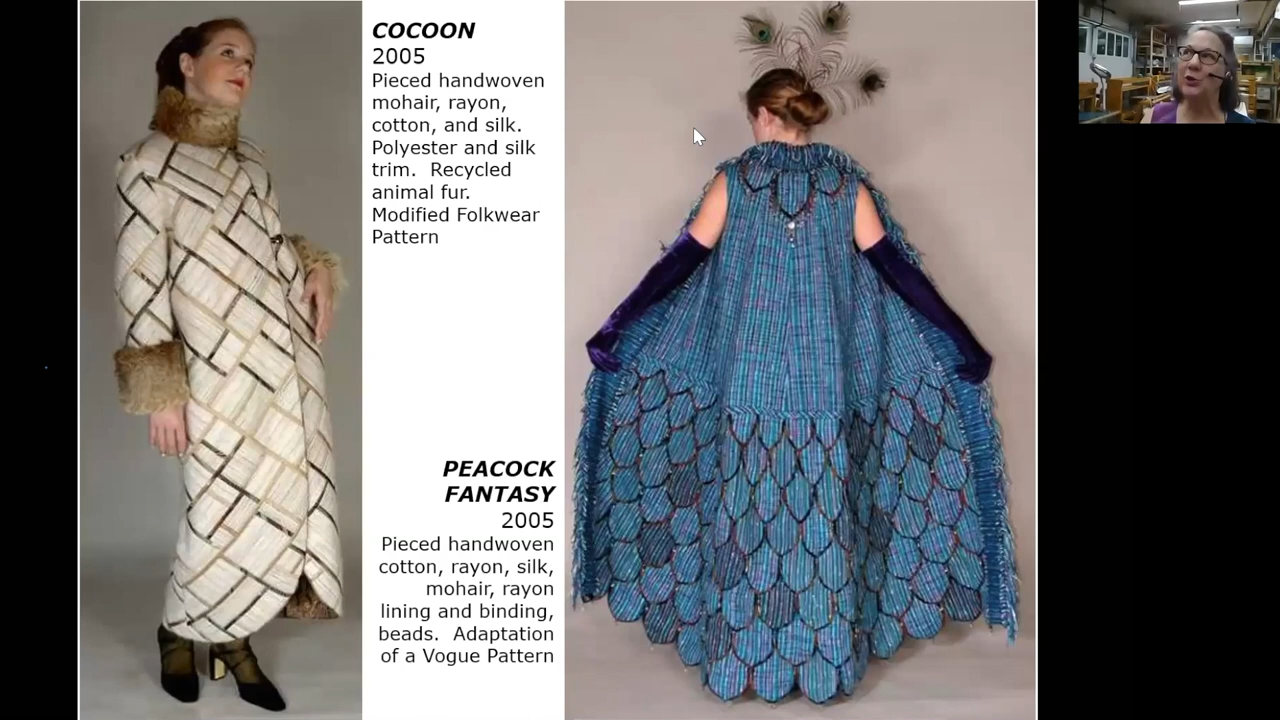 COCOON
2005
Pieced handwoven
mohair, rayon,
cotton, and silk.
Polyester and silk
trim.  Recycled
animal fur.
Modified Folkwear
Pattern
PEACOCK
FANTASY
2005
Pieced handwoven
cotton, rayon, silk,
mohair, rayon
lining and binding,
beads.  Adaptation
of a Vogue Pattern